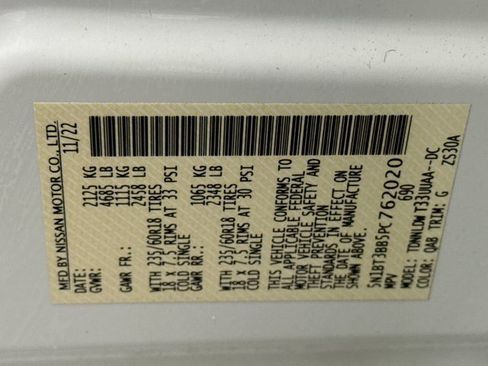 MFD BY NISSAN MOTOR CO., LTD.
DATE: 11/22
GVWR: 2125 KG
4685 LB
GAWR FR: 1115 KG
2458 LB
WITH 235/60R18 TIRES
18 X 7.5 RIMS AT 33 PSI
COLD SINGLE
GAWR RR: 1065 KG
2348 LB
WITH 235/60R18 TIRES
18 X 7.5 RIMS AT 30 PSI
COLD SINGLE
THIS VEHICLE CONFORMS TO
ALL APPLICABLE FEDERAL
MOTOR VEHICLE SAFETY AND
THEFT PREVENTION
STANDARDS IN EFFECT ON
THE DATE OF MANUFACTURE
SHOWN ABOVE.
5N1BT3BB5PC762020
MPV 690
MODEL: T33UUMA-DC
COLOR: QAB TRIM: G ZS30A